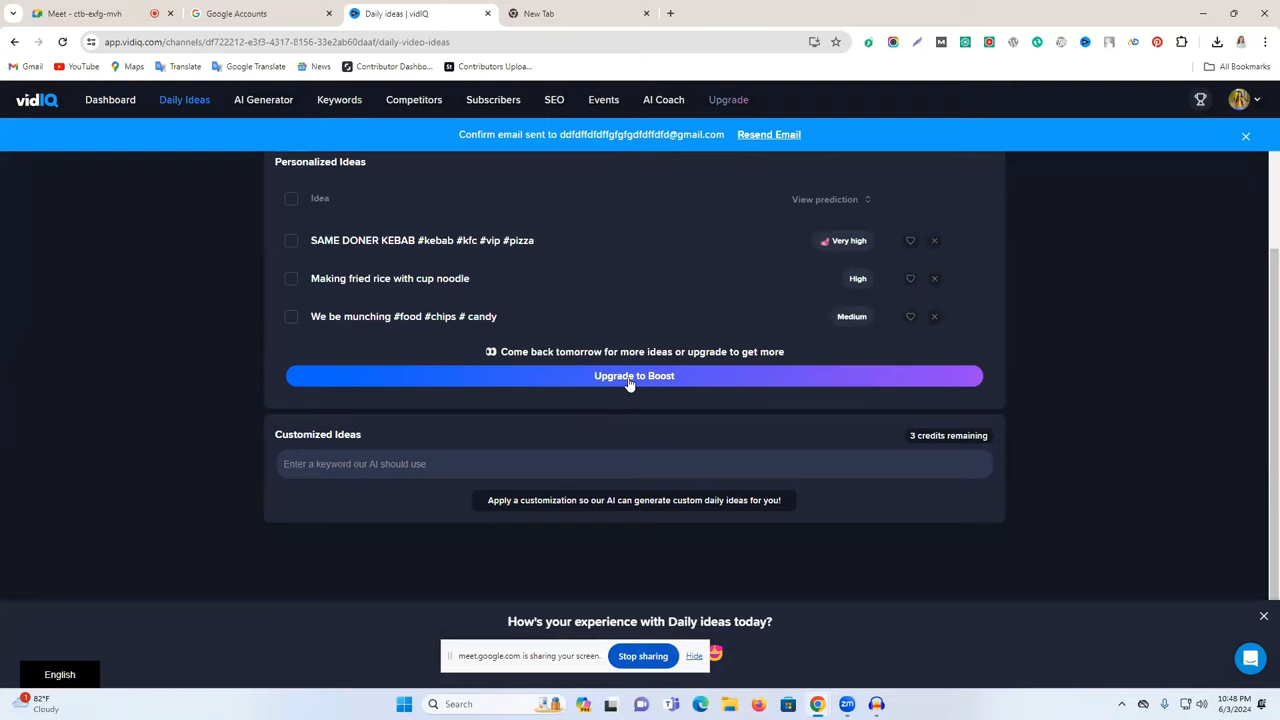 Meet - ctb-exfg-mvh
Google Accounts
Daily ideas | vidIQ
New Tab
app.vidiq.com/channels/df722212-e3f3-4317-8156-33e2ab60daaf/daily-video-ideas
Gmail YouTube Maps Translate Google Translate News Contributor Dashbo... Contributors Uploa... All Bookmarks
vidIQ Dashboard Daily Ideas AI Generator Keywords Competitors Subscribers SEO Events AI Coach Upgrade
Confirm email sent to ddfdffdfdffgfgfgdfdffdfd@gmail.com Resend Email
Personalized Ideas
Idea View prediction
SAME DONER KEBAB #kebab #kfc #vip #pizza Very high
Making fried rice with cup noodle High
We be munching #food #chips # candy Medium
Come back tomorrow for more ideas or upgrade to get more
Upgrade to Boost
Customized Ideas 3 credits remaining
Enter a keyword our AI should use
Apply a customization so our AI can generate custom daily ideas for you!
How's your experience with Daily ideas today?
meet.google.com is sharing your screen. Stop sharing Hide
English
82°F
Cloudy
Search
10:48 PM
6/3/2024